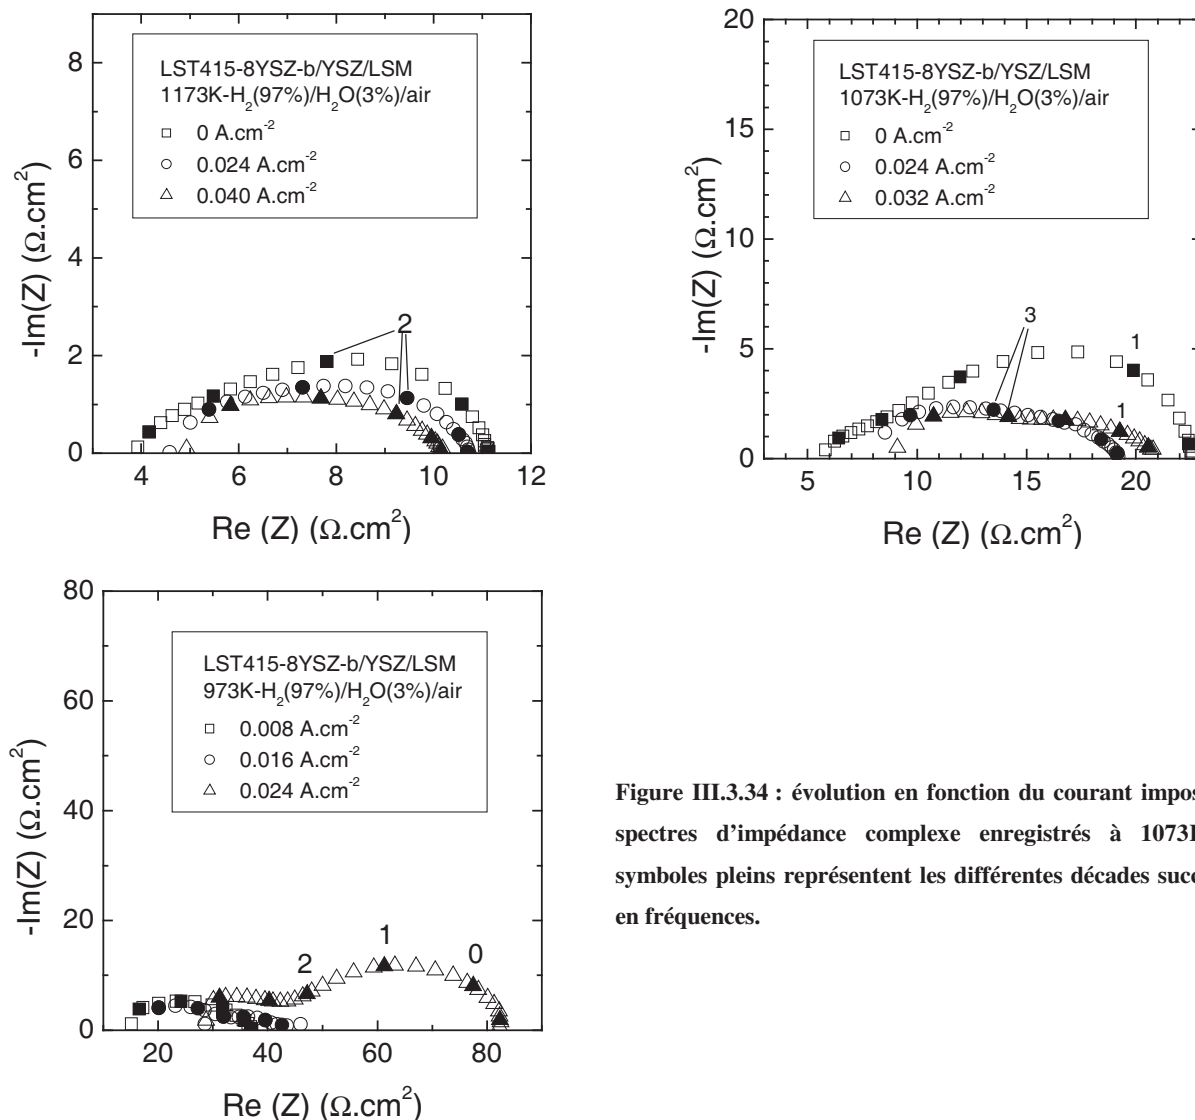 8
6
4
2
0
-Im(Z) (Ω.cm²)
LST415-8YSZ-b/YSZ/LSM
1173K-H₂(97%)/H₂O(3%)/air
0 A.cm⁻²
0.024 A.cm⁻²
0.040 A.cm⁻²
2
4 6 8 10 12
Re (Z) (Ω.cm²)
20
15
10
5
0
-Im(Z) (Ω.cm²)
LST415-8YSZ-b/YSZ/LSM
1073K-H₂(97%)/H₂O(3%)/air
0 A.cm⁻²
0.024 A.cm⁻²
0.032 A.cm⁻²
3
1
1
5 10 15 20
Re (Z) (Ω.cm²)
80
60
40
20
0
-Im(Z) (Ω.cm²)
LST415-8YSZ-b/YSZ/LSM
973K-H₂(97%)/H₂O(3%)/air
0.008 A.cm⁻²
0.016 A.cm⁻²
0.024 A.cm⁻²
2
1
0
20 40 60 80
Re (Z) (Ω.cm²)
Figure III.3.34 : évolution en fonction du courant impos
spectres d'impédance complexe enregistrés à 1073
symboles pleins représentent les différentes décades suc
en fréquences.